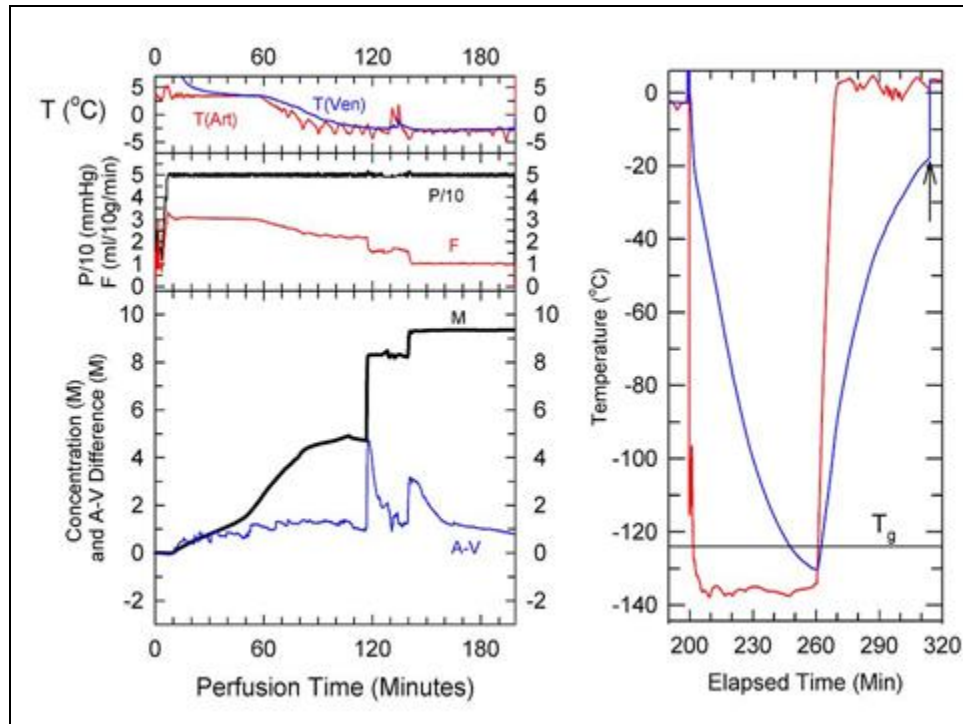 0 60 120 180
T (°C)
5
0
-5
T(Art)
T(Ven)
5
0
-5
P/10 (mmHg)
F (ml/10g/min)
5
4
3
2
1
0
P/10
F
5
4
3
2
1
0
Concentration (M)
and A-V Difference (M)
10
8
6
4
2
0
-2
M
A-V
10
8
6
4
2
0
-2
0 60 120 180
Perfusion Time (Minutes)
Temperature (°C)
0
-20
-40
-60
-80
-100
-120
-140
Tg
200 230 260 290 320
Elapsed Time (Min)